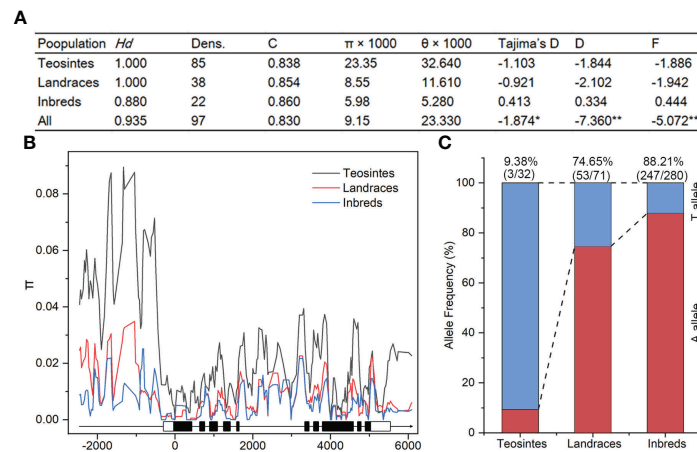 A
Poopulation Hd Dens. C π × 1000 θ × 1000 Tajima's D D F
Teosintes 1.000 85 0.838 23.35 32.640 -1.103 -1.844 -1.886
Landraces 1.000 38 0.854 8.55 11.610 -0.921 -2.102 -1.942
Inbreds 0.880 22 0.860 5.98 5.280 0.413 0.334 0.444
All 0.935 97 0.830 9.15 23.330 -1.874* -7.360** -5.072**
B
Teosintes
Landraces
Inbreds
π
0.08
0.06
0.04
0.02
0.00
-2000 0 2000 4000 6000
C
9.38% 74.65% 88.21%
(3/32) (53/71) (247/280)
Allele Frequency (%)
100
80
60
40
20
0
T allele
A allele
Teosintes Landraces Inbreds